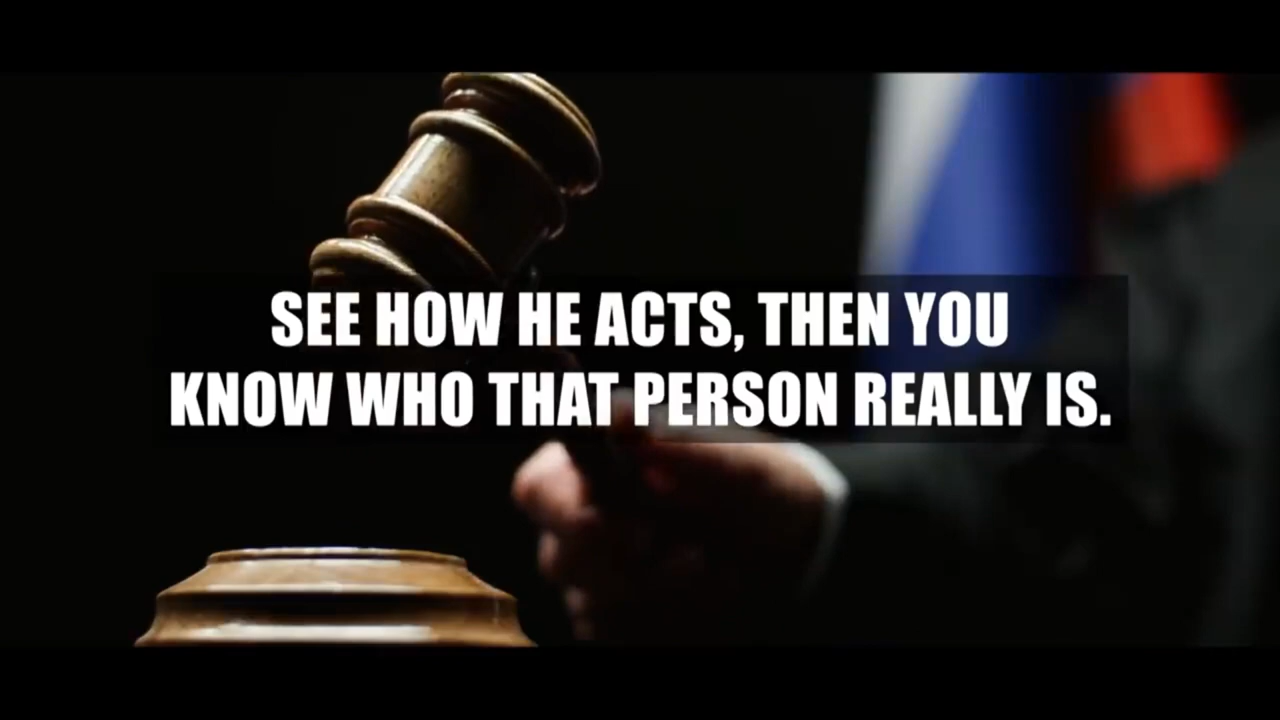 SEE HOW HE ACTS, THEN YOU
KNOW WHO THAT PERSON REALLY IS.